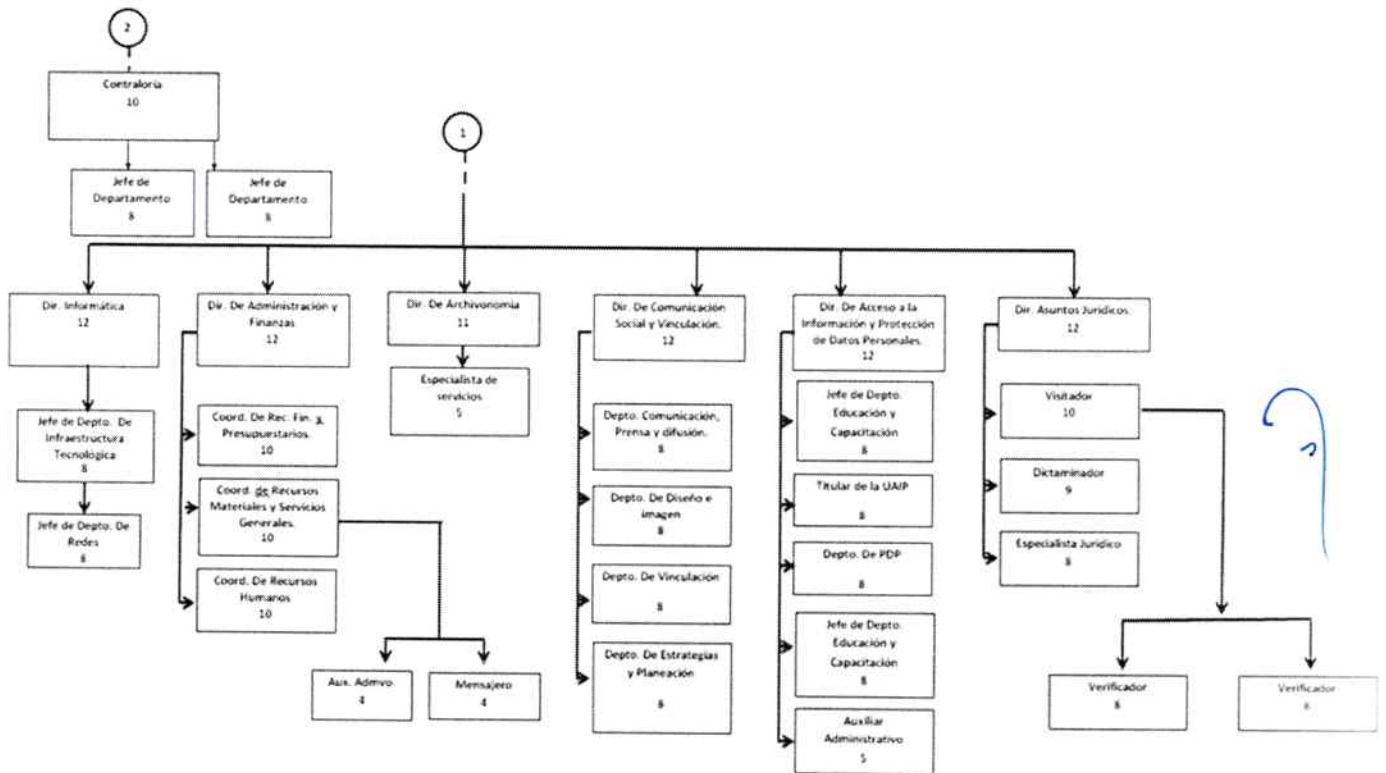 2
Contraloría
10
1
Jefe de
Departamento
8
Jefe de
Departamento
8
Dir. Informática
12
Dir. De Administración y
Finanzas
12
Dir. De Archivonomía
11
Dir. De Comunicación
Social y Vinculación.
12
Dir. De Acceso a la
Información y Protección
de Datos Personales.
12
Dir. Asuntos Jurídicos.
12
Jefe de Depto. De
Infraestructura
Tecnológica
8
Jefe de Depto. De
Redes
8
Coord. De Rec. Fin. y
Presupuestarios.
10
Coord. de Recursos
Materiales y Servicios
Generales.
10
Coord. De Recursos
Humanos
10
Aux. Admvo.
4
Mensajero
4
Especialista de
servicios
5
Depto. Comunicación,
Prensa y difusión.
8
Depto. De Diseño e
imagen
8
Depto. De Vinculación
8
Depto. De Estrategias
y Planeación
8
Jefe de Depto.
Educación y
Capacitación
8
Titular de la UAIP
8
Depto. De PDP
8
Jefe de Depto.
Educación y
Capacitación
8
Auxiliar
Administrativo
5
Visitador
10
Dictaminador
9
Especialista Jurídico
8
Verificador
8
Verificador